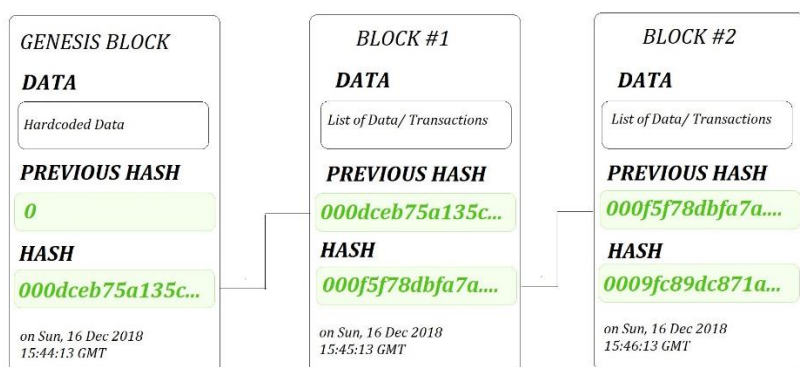 GENESIS BLOCK
DATA
Hardcoded Data
PREVIOUS HASH
0
HASH
000dceb75a135c...
on Sun, 16 Dec 2018
15:44:13 GMT
BLOCK #1
DATA
List of Data/ Transactions
PREVIOUS HASH
000dceb75a135c...
HASH
000f5f78dbfa7a....
on Sun, 16 Dec 2018
15:45:13 GMT
BLOCK #2
DATA
List of Data/ Transactions
PREVIOUS HASH
000f5f78dbfa7a....
HASH
0009fc89dc871a...
on Sun, 16 Dec 2018
15:46:13 GMT